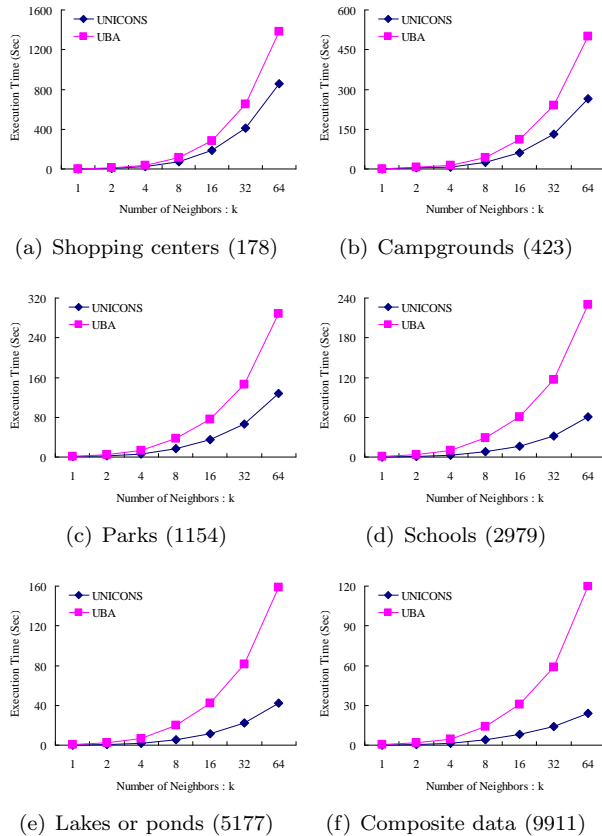 1600
1200
800
400
0
Execution Time (Sec)
UNICONS
UBA
1 2 4 8 16 32 64
Number of Neighbors : k
(a) Shopping centers (178)
600
450
300
150
0
Execution Time (Sec)
UNICONS
UBA
1 2 4 8 16 32 64
Number of Neighbors : k
(b) Campgrounds (423)
320
240
160
80
0
Execution Time (Sec)
UNICONS
UBA
1 2 4 8 16 32 64
Number of Neighbors : k
(c) Parks (1154)
240
180
120
60
0
Execution Time (Sec)
UNICONS
UBA
1 2 4 8 16 32 64
Number of Neighbors : k
(d) Schools (2979)
160
120
80
40
0
Execution Time (Sec)
UNICONS
UBA
1 2 4 8 16 32 64
Number of Neighbors : k
(e) Lakes or ponds (5177)
120
90
60
30
0
Execution Time (Sec)
UNICONS
UBA
1 2 4 8 16 32 64
Number of Neighbors : k
(f) Composite data (9911)